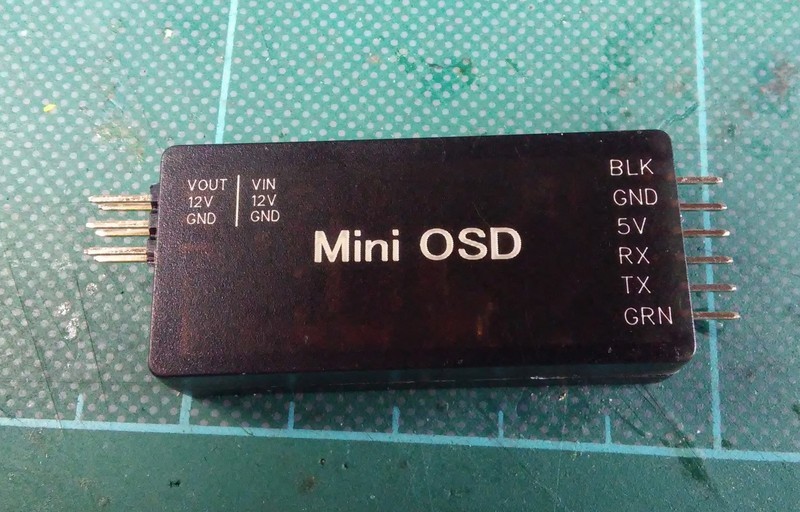 VOUT VIN
12V 12V
GND GND
Mini OSD
BLK
GND
5V
RX
TX
GRN